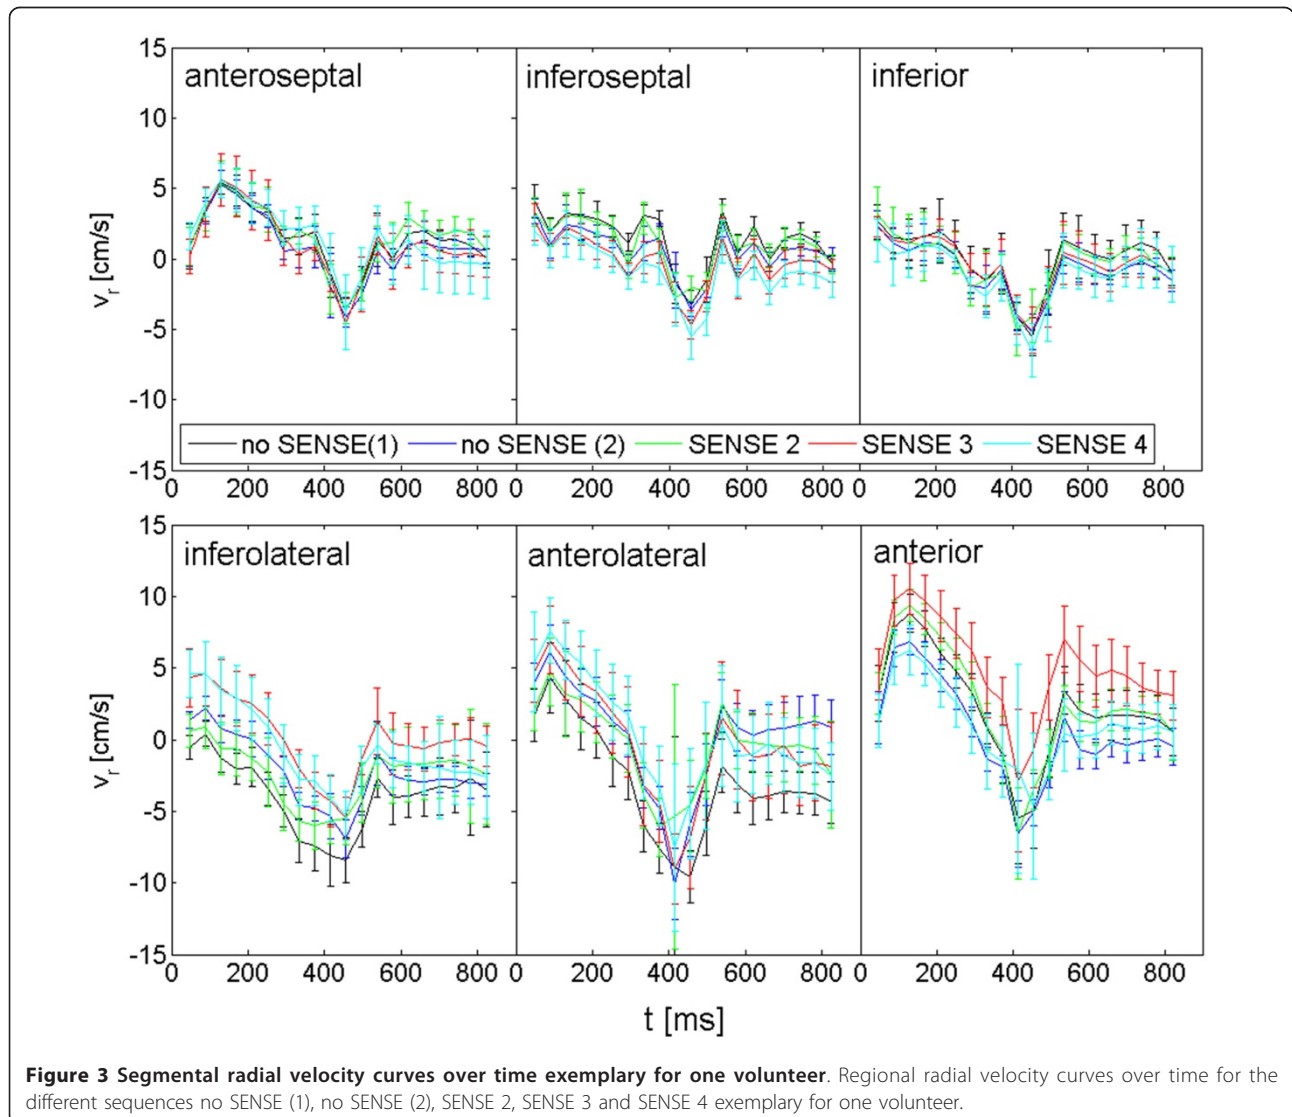 15
10
5
0
-5
-10
-15
v_r [cm/s]
anteroseptal
inferoseptal
inferior
no SENSE(1) no SENSE (2) SENSE 2 SENSE 3 SENSE 4
0 200 400 600 800 0 200 400 600 800 0 200 400 600 800
15
10
5
0
-5
-10
-15
v_r [cm/s]
inferolateral
anterolateral
anterior
0 200 400 600 800 0 200 400 600 800 0 200 400 600 800
t [ms]
Figure 3 Segmental radial velocity curves over time exemplary for one volunteer. Regional radial velocity curves over time for the
different sequences no SENSE (1), no SENSE (2), SENSE 2, SENSE 3 and SENSE 4 exemplary for one volunteer.